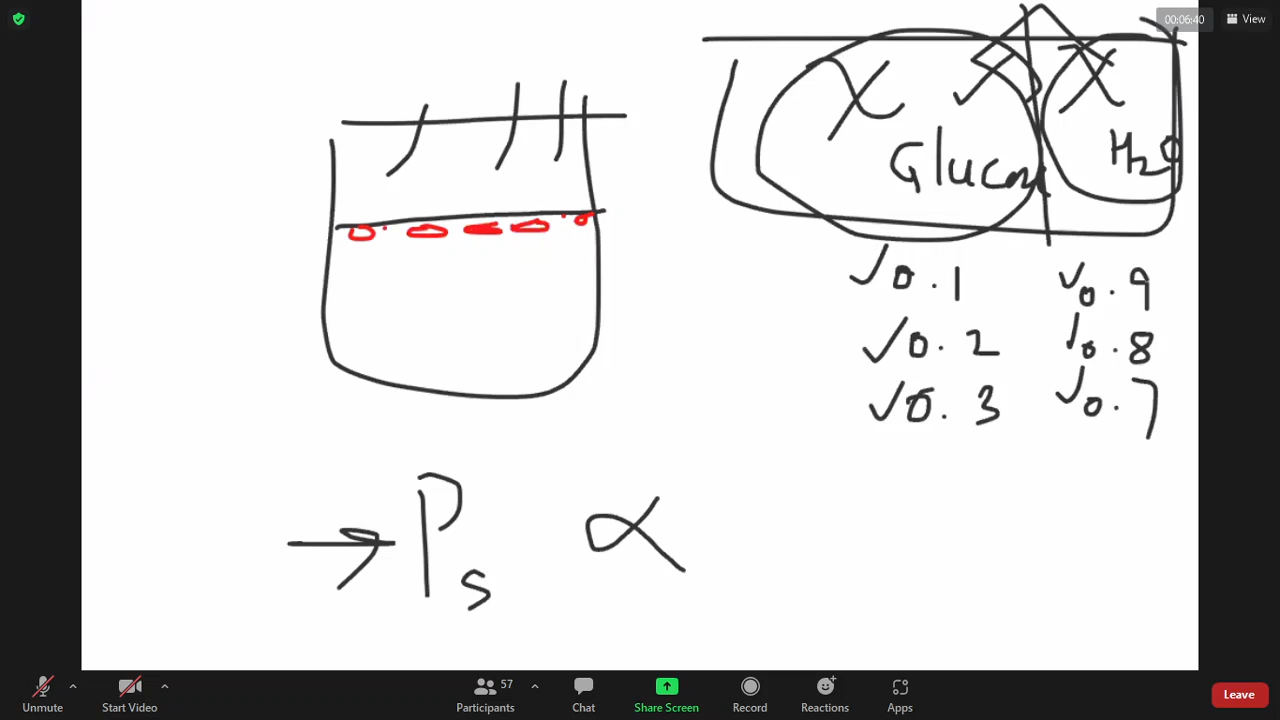 00:06:40 View
X X
Glucose H2O
✓0.1 ✓0.9
✓0.2 ✓0.8
✓0.3 ✓0.7
→ Ps ∝
Unmute Start Video 57 Participants Chat Share Screen Record Reactions Apps Leave